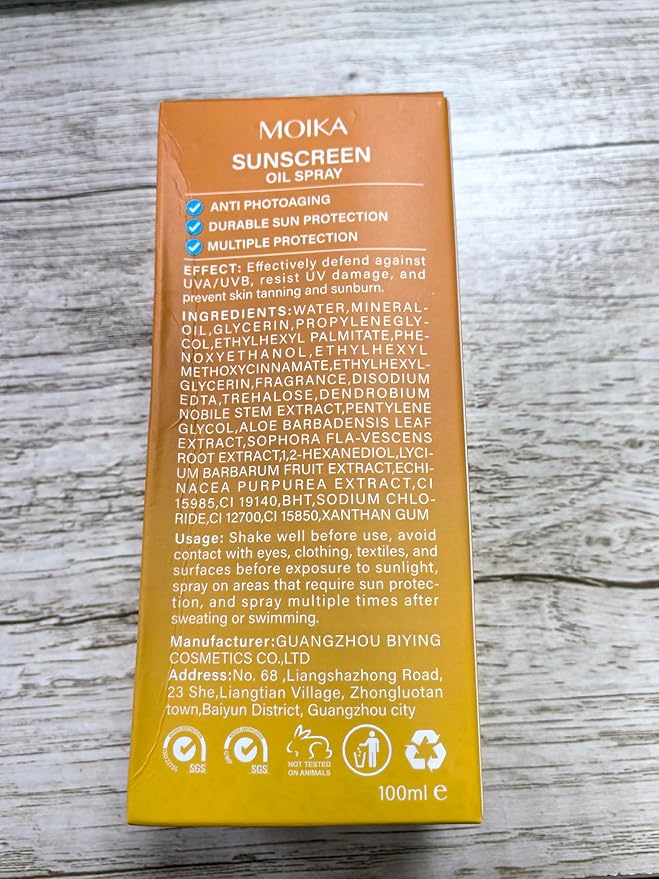 MOIKA
SUNSCREEN
OIL SPRAY
ANTI PHOTOAGING
DURABLE SUN PROTECTION
MULTIPLE PROTECTION
EFFECT: Effectively defend against
UVA/UVB, resist UV damage, and
prevent skin tanning and sunburn.
INGREDIENTS:WATER,MINERAL-
OIL,GLYCERIN,PROPYLENEGLY-
COL,ETHYLHEXYL PALMITATE,PHE-
NOXYETHANOL,ETHYLHEXYL
METHOXYCINNAMATE,ETHYLHEXYL-
GLYCERIN,FRAGRANCE,DISODIUM
EDTA,TREHALOSE,DENDROBIUM
NOBILE STEM EXTRACT,PENTYLENE
GLYCOL,ALOE BARBADENSIS LEAF
EXTRACT,SOPHORA FLA-VESCENS
ROOT EXTRACT,1,2-HEXANEDIOL,LYCI-
UM BARBARUM FRUIT EXTRACT,ECHI-
NACEA PURPUREA EXTRACT,CI
15985,CI 19140,BHT,SODIUM CHLO-
RIDE,CI 12700,CI 15850,XANTHAN GUM
Usage: Shake well before use, avoid
contact with eyes, clothing, textiles, and
surfaces before exposure to sunlight,
spray on areas that require sun protec-
tion, and spray multiple times after
sweating or swimming.
Manufacturer:GUANGZHOU BIYING
COSMETICS CO.,LTD
Address:No. 68 ,Liangshazhong Road,
23 She,Liangtian Village, Zhongluotan
town,Baiyun District, Guangzhou city
SGS
SGS
NOT TESTED
ON ANIMALS
100ml e